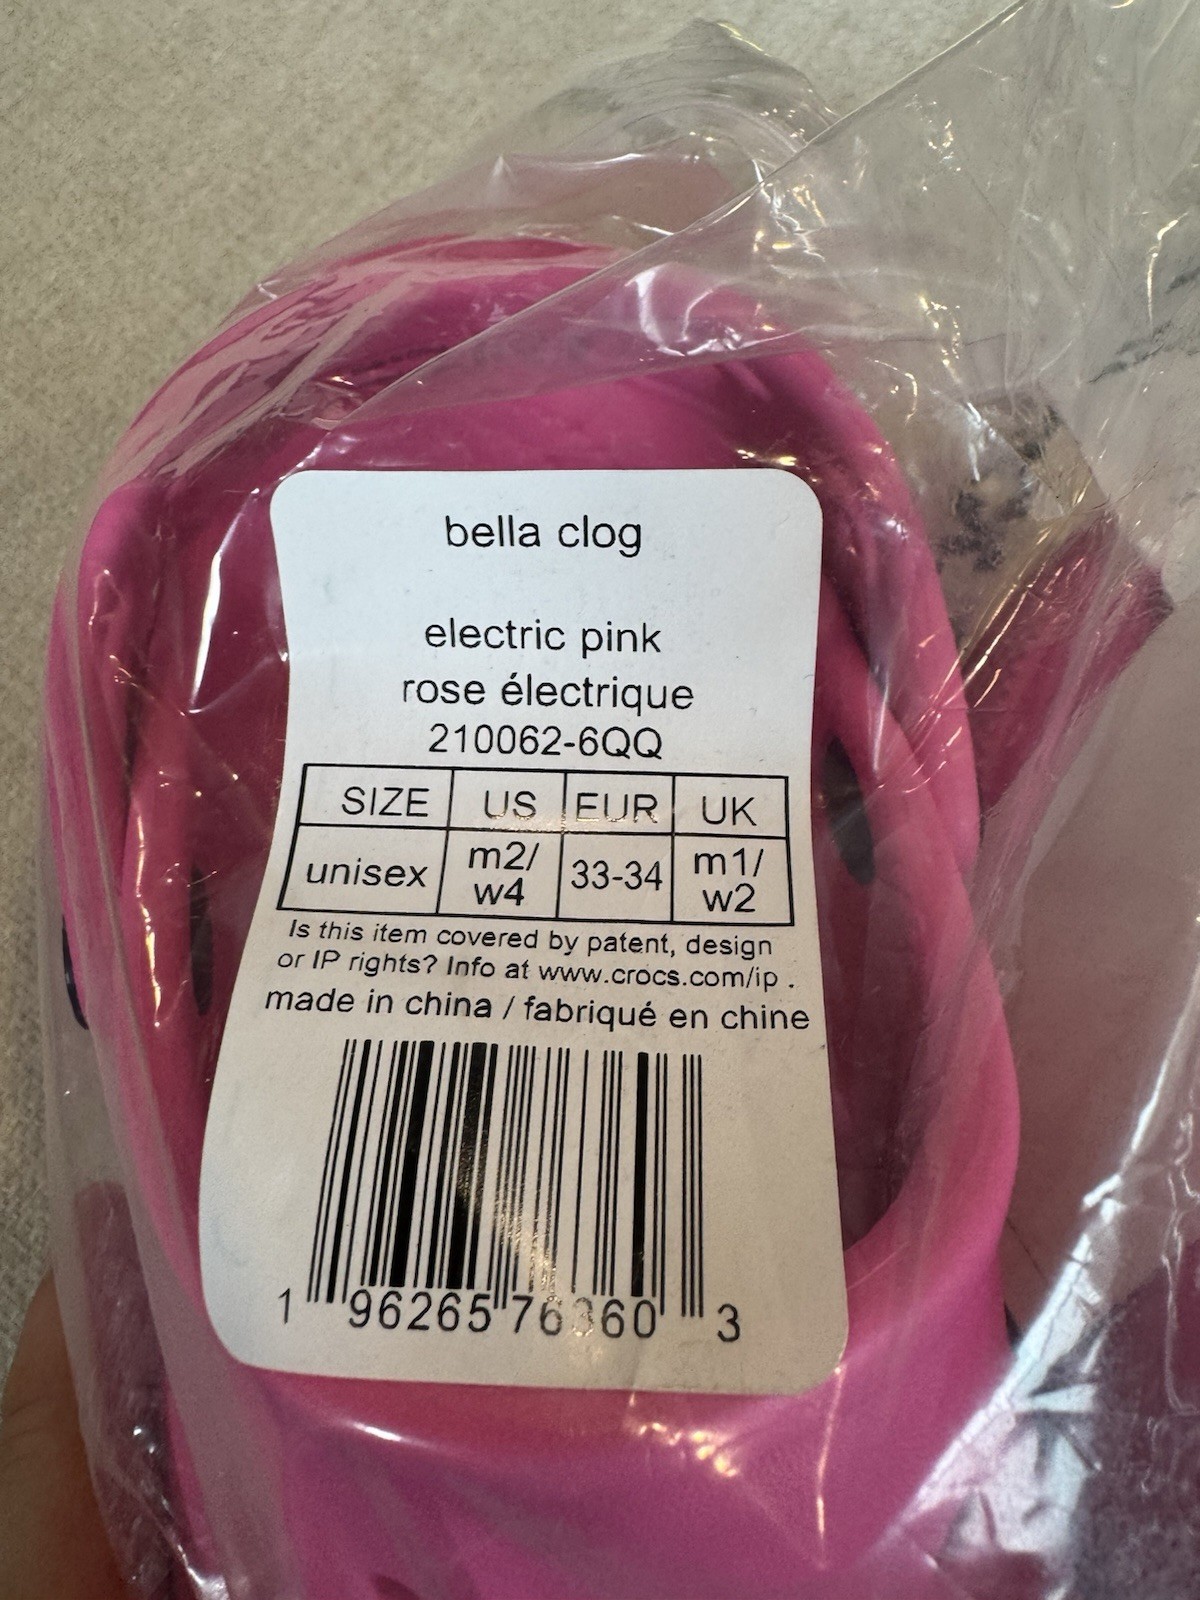 bella clog
electric pink
rose électrique
210062-6QQ
SIZE US EUR UK
unisex m2/ w4 33-34 m1/ w2
Is this item covered by patent, design
or IP rights? Info at www.crocs.com/ip .
made in china / fabriqué en chine
1 96265 76360 3